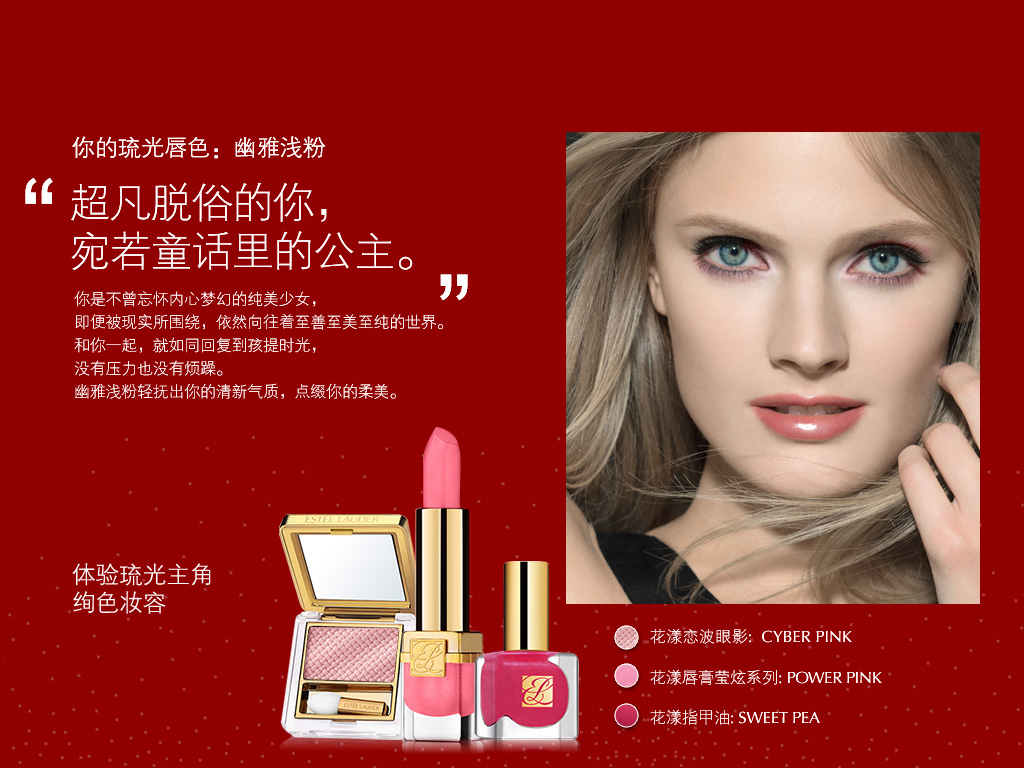 你的琉光唇色：幽雅浅粉
“超凡脱俗的你，
宛若童话里的公主。”
你是不曾忘怀内心梦幻的纯美少女，
即便被现实所围绕，依然向往着至善至美至纯的世界。
和你一起，就如同回复到孩提时光，
没有压力也没有烦躁。
幽雅浅粉轻抚出你的清新气质，点缀你的柔美。
体验琉光主角
绚色妆容
ESTEE LAUDER
ESTEE LAUDER
花漾恋波眼影: CYBER PINK
花漾唇膏莹炫系列: POWER PINK
花漾指甲油: SWEET PEA